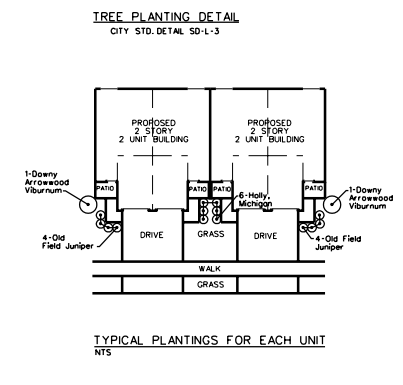 TREE PLANTING DETAIL
CITY STD. DETAIL SD-L-3
PROPOSED
2 STORY
2 UNIT BUILDING
PROPOSED
2 STORY
2 UNIT BUILDING
1-Downy
Arrowwood
Viburnum
PATIO
PATIO
PATIO
PATIO
6-Holly,
Michigan
1-Downy
Arrowwood
Viburnum
4-Old
Field Juniper
DRIVE
GRASS
DRIVE
4-Old Field
Juniper
WALK
GRASS
TYPICAL PLANTINGS FOR EACH UNIT
NTS